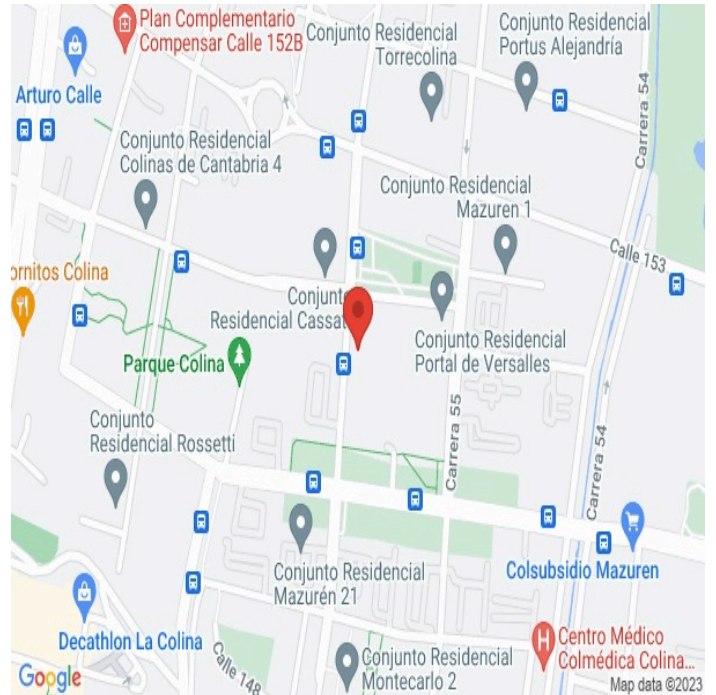 Plan Complementario
Compensar Calle 152B
Conjunto Residencial
Torrecolina
Conjunto Residencial
Portus Alejandría
Arturo Calle
Conjunto Residencial
Colinas de Cantabria 4
Carrera 54
Conjunto Residencial
Mazuren 1
Calle 153
ornitos Colina
Conjunto
Residencial Cassat
Conjunto Residencial
Portal de Versalles
Parque Colina
Conjunto
Residencial Rossetti
Carrera 55
Carrera 54
Colsubsidio Mazuren
Conjunto Residencial
Mazurén 21
Decathlon La Colina
Calle 148
Conjunto Residencial
Montecarlo 2
H
Centro Médico
Colmédica Colina...
Google
Map data ©2023